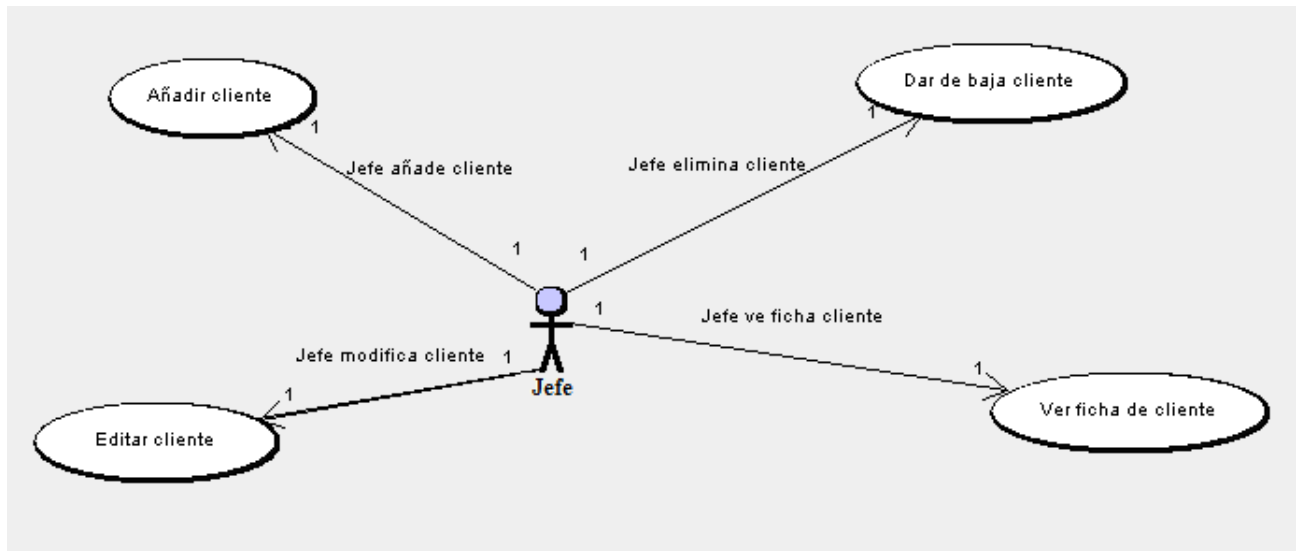 Añadir cliente
Dar de baja cliente
1
1
Jefe añade cliente
Jefe elimina cliente
1
1
1
Jefe ve ficha cliente
Jefe modifica cliente
1
1
1
Jefe
Ver ficha de cliente
Editar cliente